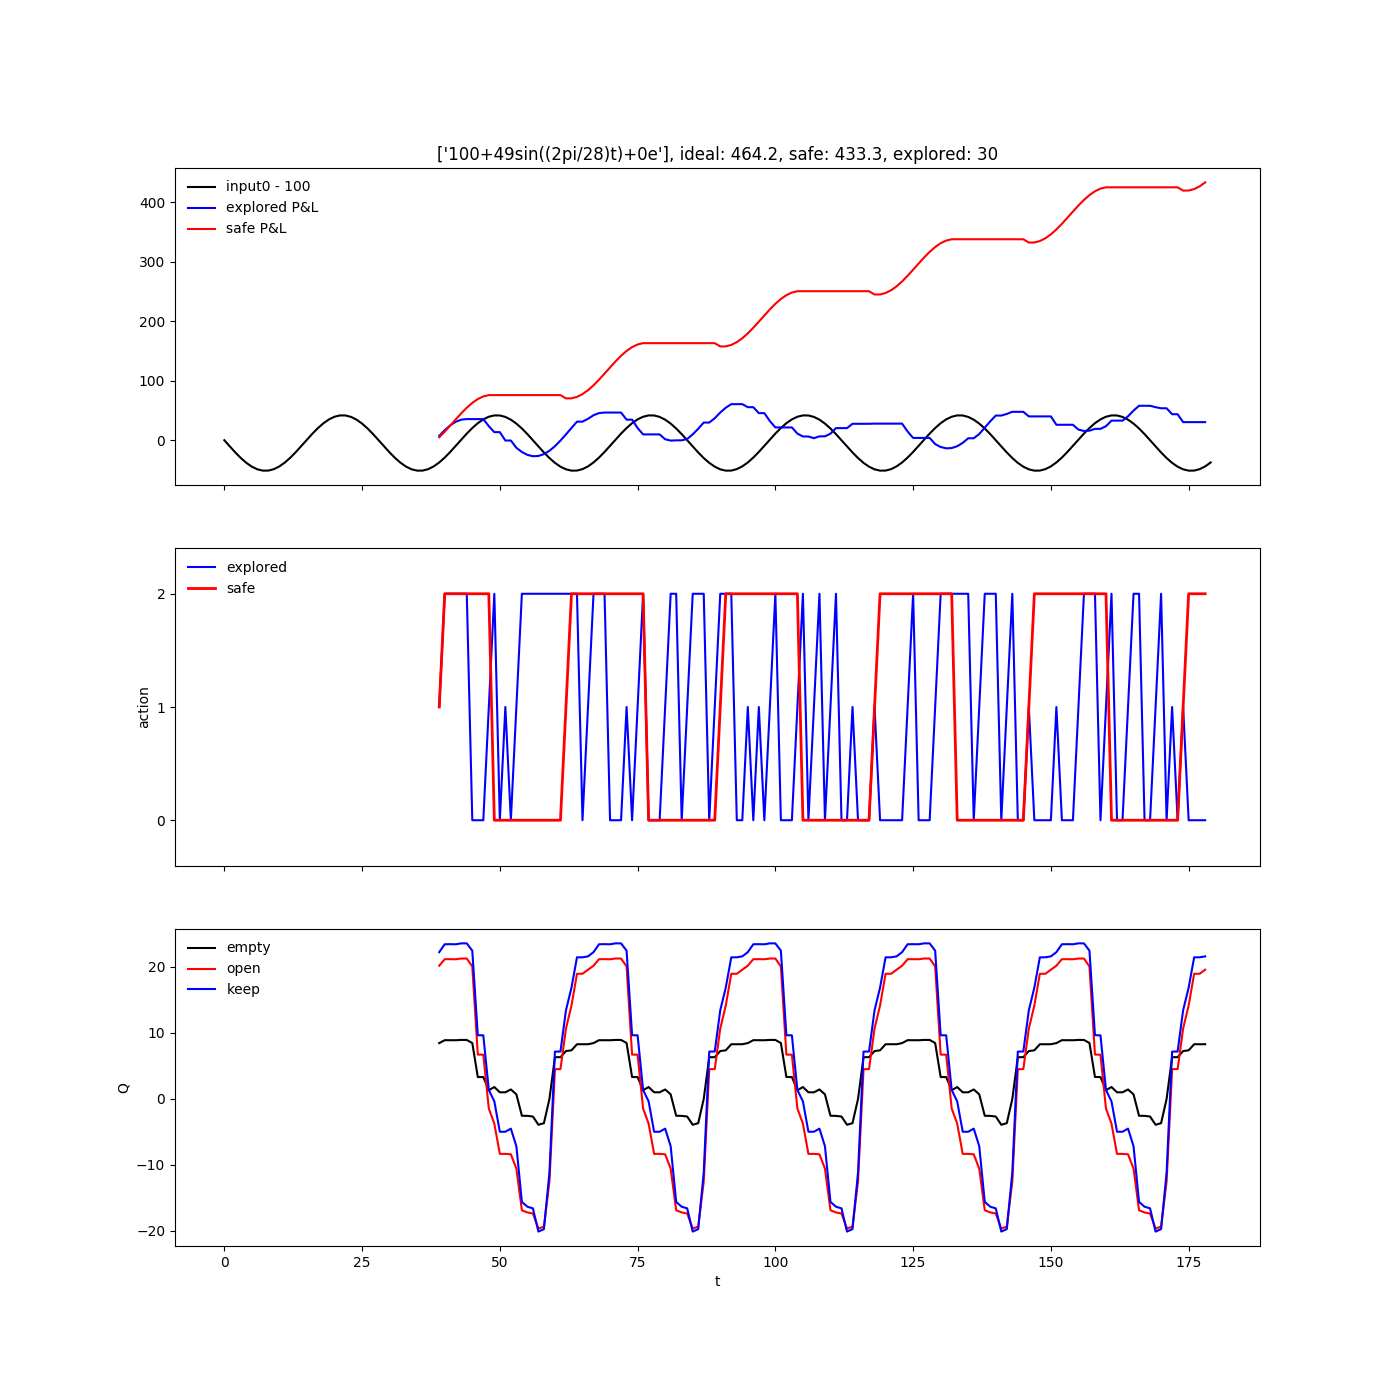 ['100+49sin((2pi/28)t)+0e'], ideal: 464.2, safe: 433.3, explored: 30
input0 - 100
explored P&L
safe P&L
400
300
200
100
0
explored
safe
2
1
0
action
empty
open
keep
20
10
0
−10
−20
Q
0 25 50 75 100 125 150 175
t